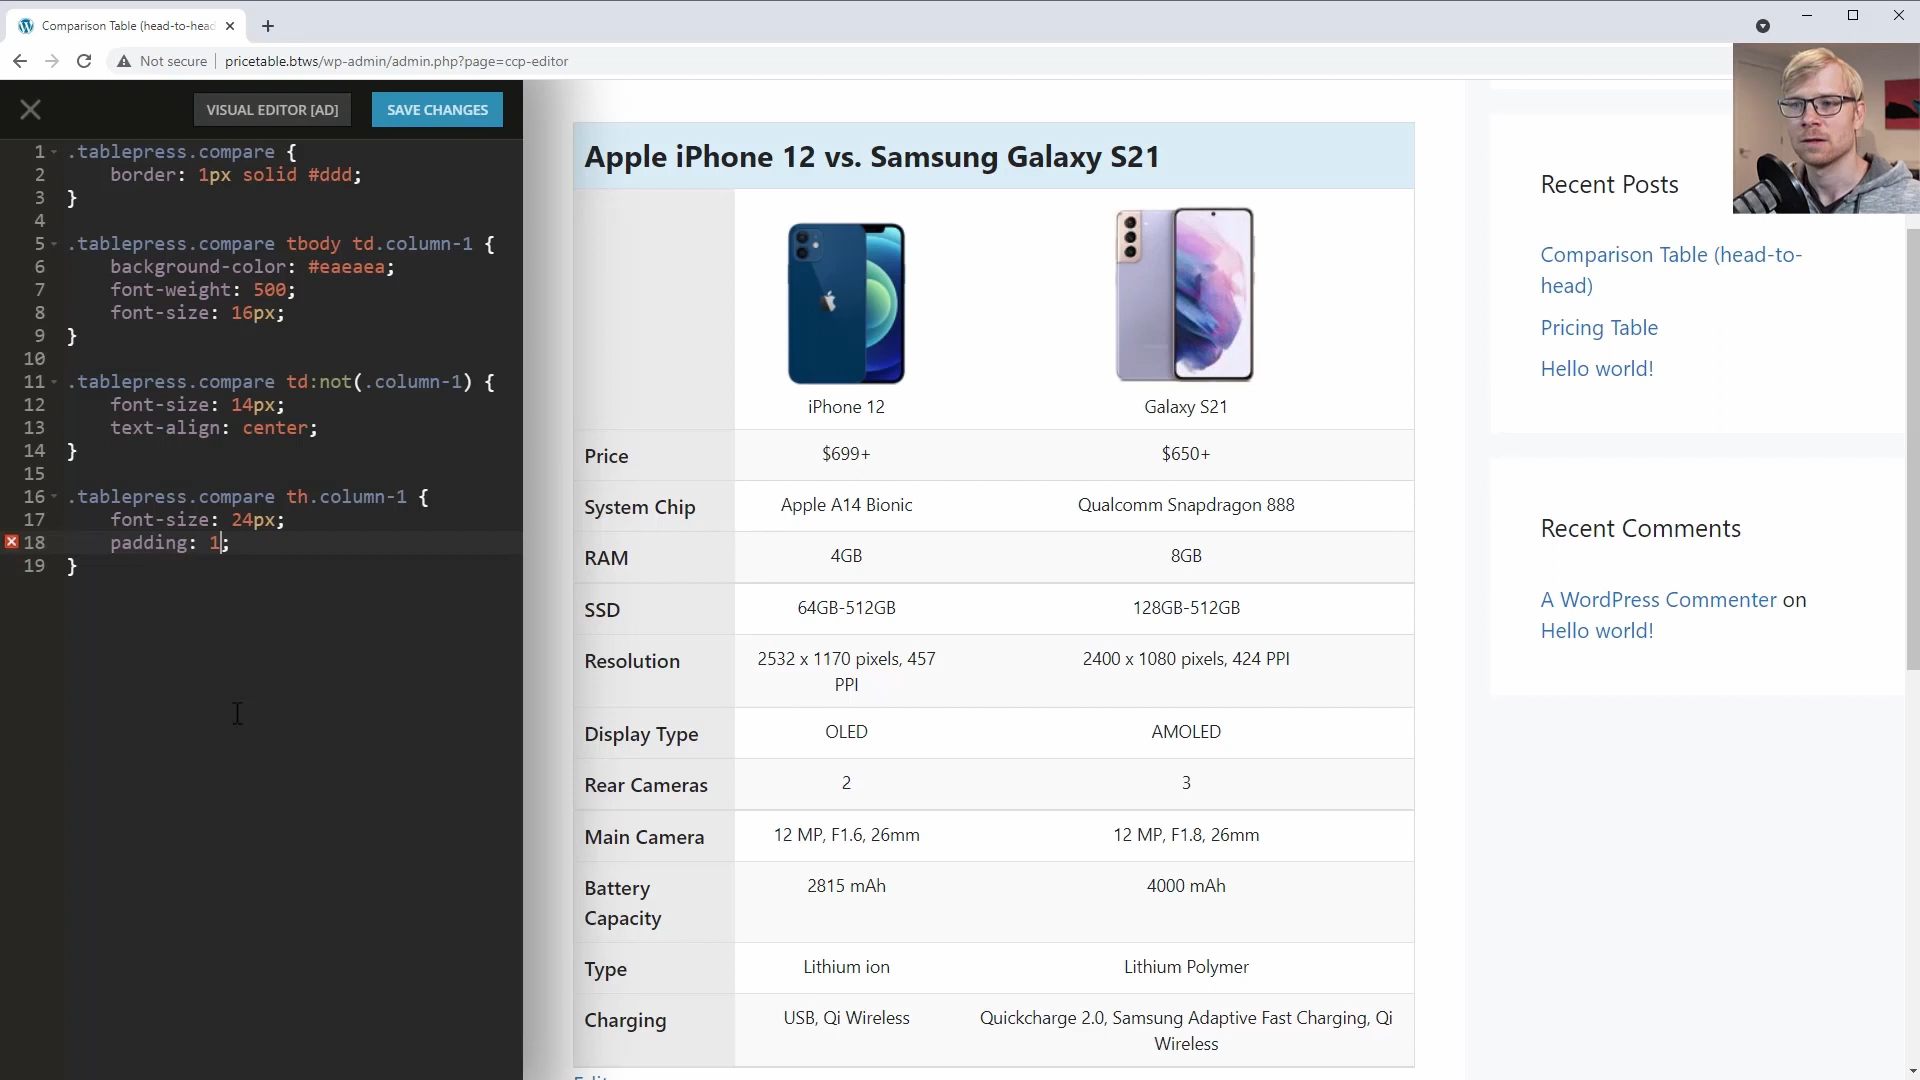 Comparison Table (head-to-head
Not secure
pricetable.btws/wp-admin/admin.php?page=ccp-editor
VISUAL EDITOR [AD]
SAVE CHANGES
1 .tablepress.compare {
2 border: 1px solid #ddd;
3 }
4
5 .tablepress.compare tbody td.column-1 {
6 background-color: #eaeaea;
7 font-weight: 500;
8 font-size: 16px;
9 }
10
11 .tablepress.compare td:not(.column-1) {
12 font-size: 14px;
13 text-align: center;
14 }
15
16 .tablepress.compare th.column-1 {
17 font-size: 24px;
18 padding: 1;
19 }
Apple iPhone 12 vs. Samsung Galaxy S21
iPhone 12 Galaxy S21
Price $699+ $650+
System Chip Apple A14 Bionic Qualcomm Snapdragon 888
RAM 4GB 8GB
SSD 64GB-512GB 128GB-512GB
Resolution 2532 x 1170 pixels, 457 2400 x 1080 pixels, 424 PPI
PPI
Display Type OLED AMOLED
Rear Cameras 2 3
Main Camera 12 MP, F1.6, 26mm 12 MP, F1.8, 26mm
Battery 2815 mAh 4000 mAh
Capacity
Type Lithium ion Lithium Polymer
Charging USB, Qi Wireless Quickcharge 2.0, Samsung Adaptive Fast Charging, Qi
Wireless
Edit
Recent Posts
Comparison Table (head-to-
head)
Pricing Table
Hello world!
Recent Comments
A WordPress Commenter on
Hello world!